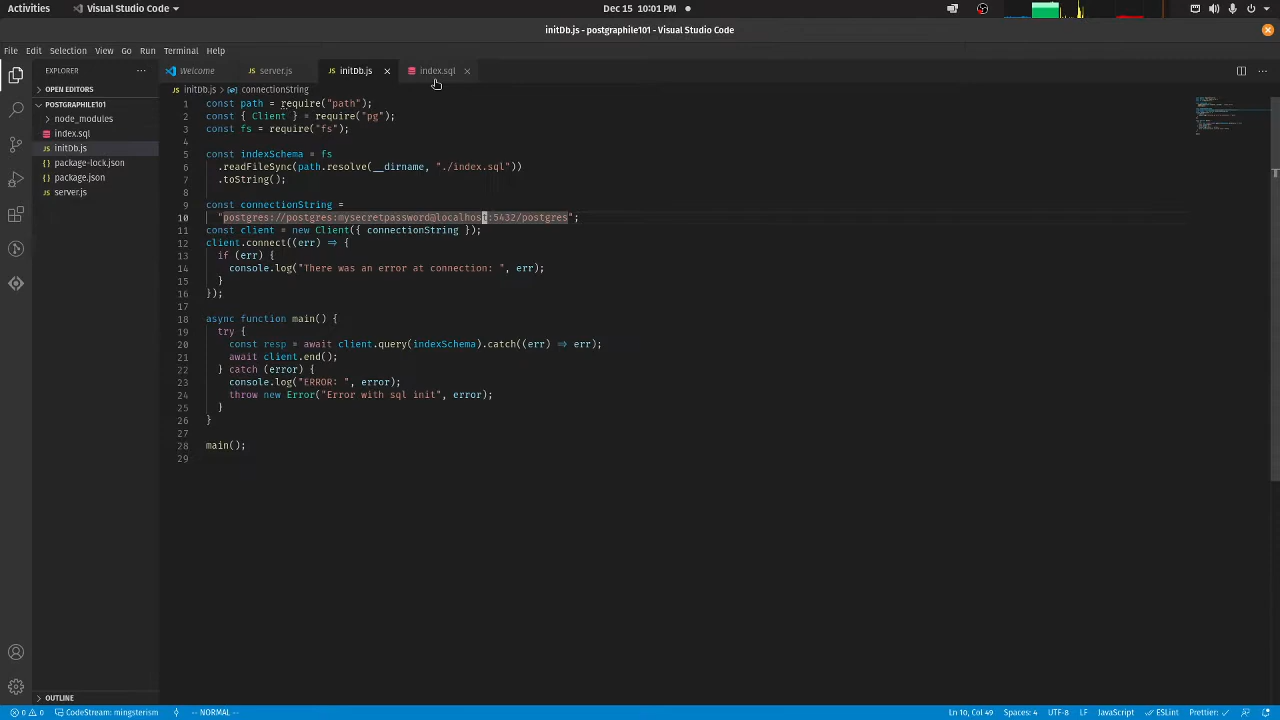 Activities
Visual Studio Code
Dec 15 10:01 PM
initDb.js - postgraphile101 - Visual Studio Code
File Edit Selection View Go Run Terminal Help
EXPLORER
Welcome
server.js
initDb.js
index.sql
OPEN EDITORS
POSTGRAPHILE101
node_modules
index.sql
initDb.js
package-lock.json
package.json
server.js
OUTLINE
initDb.js > connectionString
1 const path = require("path");
2 const { Client } = require("pg");
3 const fs = require("fs");
4
5 const indexSchema = fs
6 .readFileSync(path.resolve(__dirname, "./index.sql"))
7 .toString();
8
9 const connectionString =
10 "postgres://postgres:mysecretpassword@localhost:5432/postgres";
11 const client = new Client({ connectionString });
12 client.connect((err) => {
13 if (err) {
14 console.log("There was an error at connection: ", err);
15 }
16 });
17
18 async function main() {
19 try {
20 const resp = await client.query(indexSchema).catch((err) => err);
21 await client.end();
22 } catch (error) {
23 console.log("ERROR: ", error);
24 throw new Error("Error with sql init", error);
25 }
26 }
27
28 main();
29
0 0 CodeStream: mingsterism -- NORMAL -- Ln 10, Col 49 Spaces: 4 UTF-8 LF JavaScript ESLint Prettier: